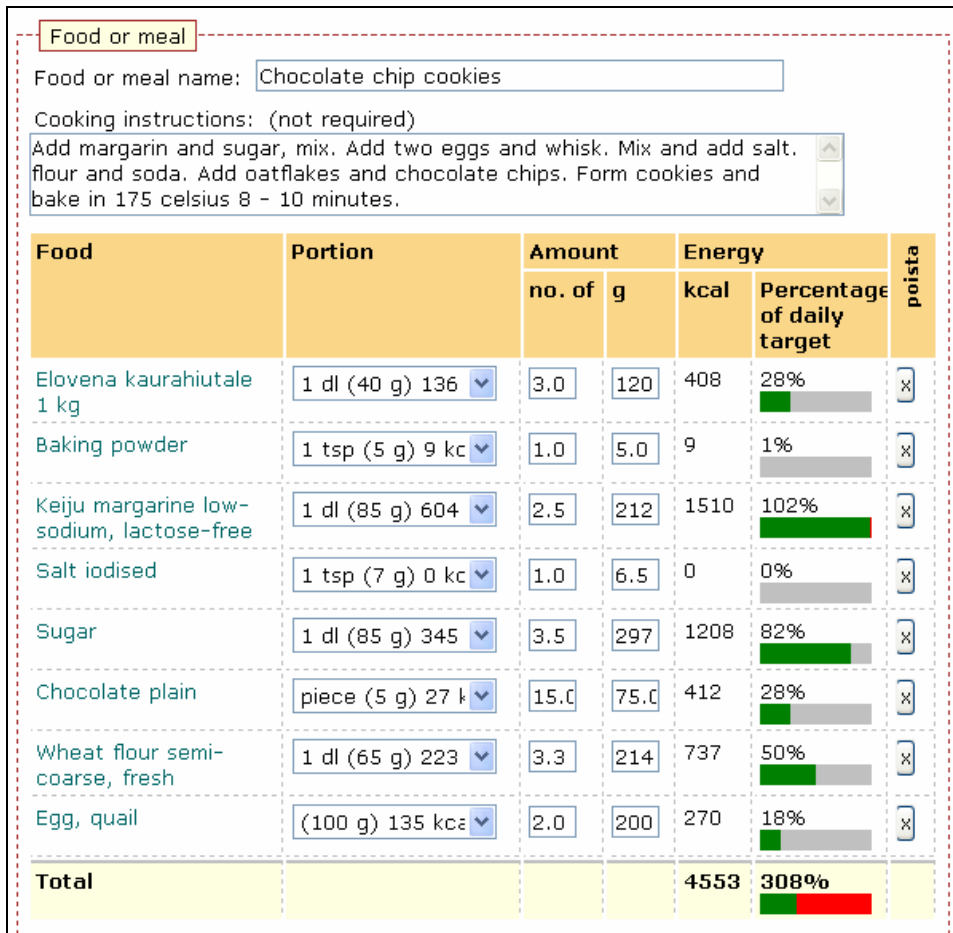 Food or meal
Food or meal name: Chocolate chip cookies
Cooking instructions: (not required)
Add margarin and sugar, mix. Add two eggs and whisk. Mix and add salt.
flour and soda. Add oatflakes and chocolate chips. Form cookies and
bake in 175 celsius 8 - 10 minutes.
Food Portion Amount Energy poista
no. of g kcal Percentage
of daily
target
Elovena kaurahiutale
1 kg
1 dl (40 g) 136 3.0 120 408 28% x
Baking powder 1 tsp (5 g) 9 kc 1.0 5.0 9 1% x
Keiju margarine low-
sodium, lactose-free
1 dl (85 g) 604 2.5 212 1510 102% x
Salt iodised 1 tsp (7 g) 0 kc 1.0 6.5 0 0% x
Sugar 1 dl (85 g) 345 3.5 297 1208 82% x
Chocolate plain piece (5 g) 27 k 15.0 75.0 412 28% x
Wheat flour semi-
coarse, fresh
1 dl (65 g) 223 3.3 214 737 50% x
Egg, quail (100 g) 135 kca 2.0 200 270 18% x
Total 4553 308%